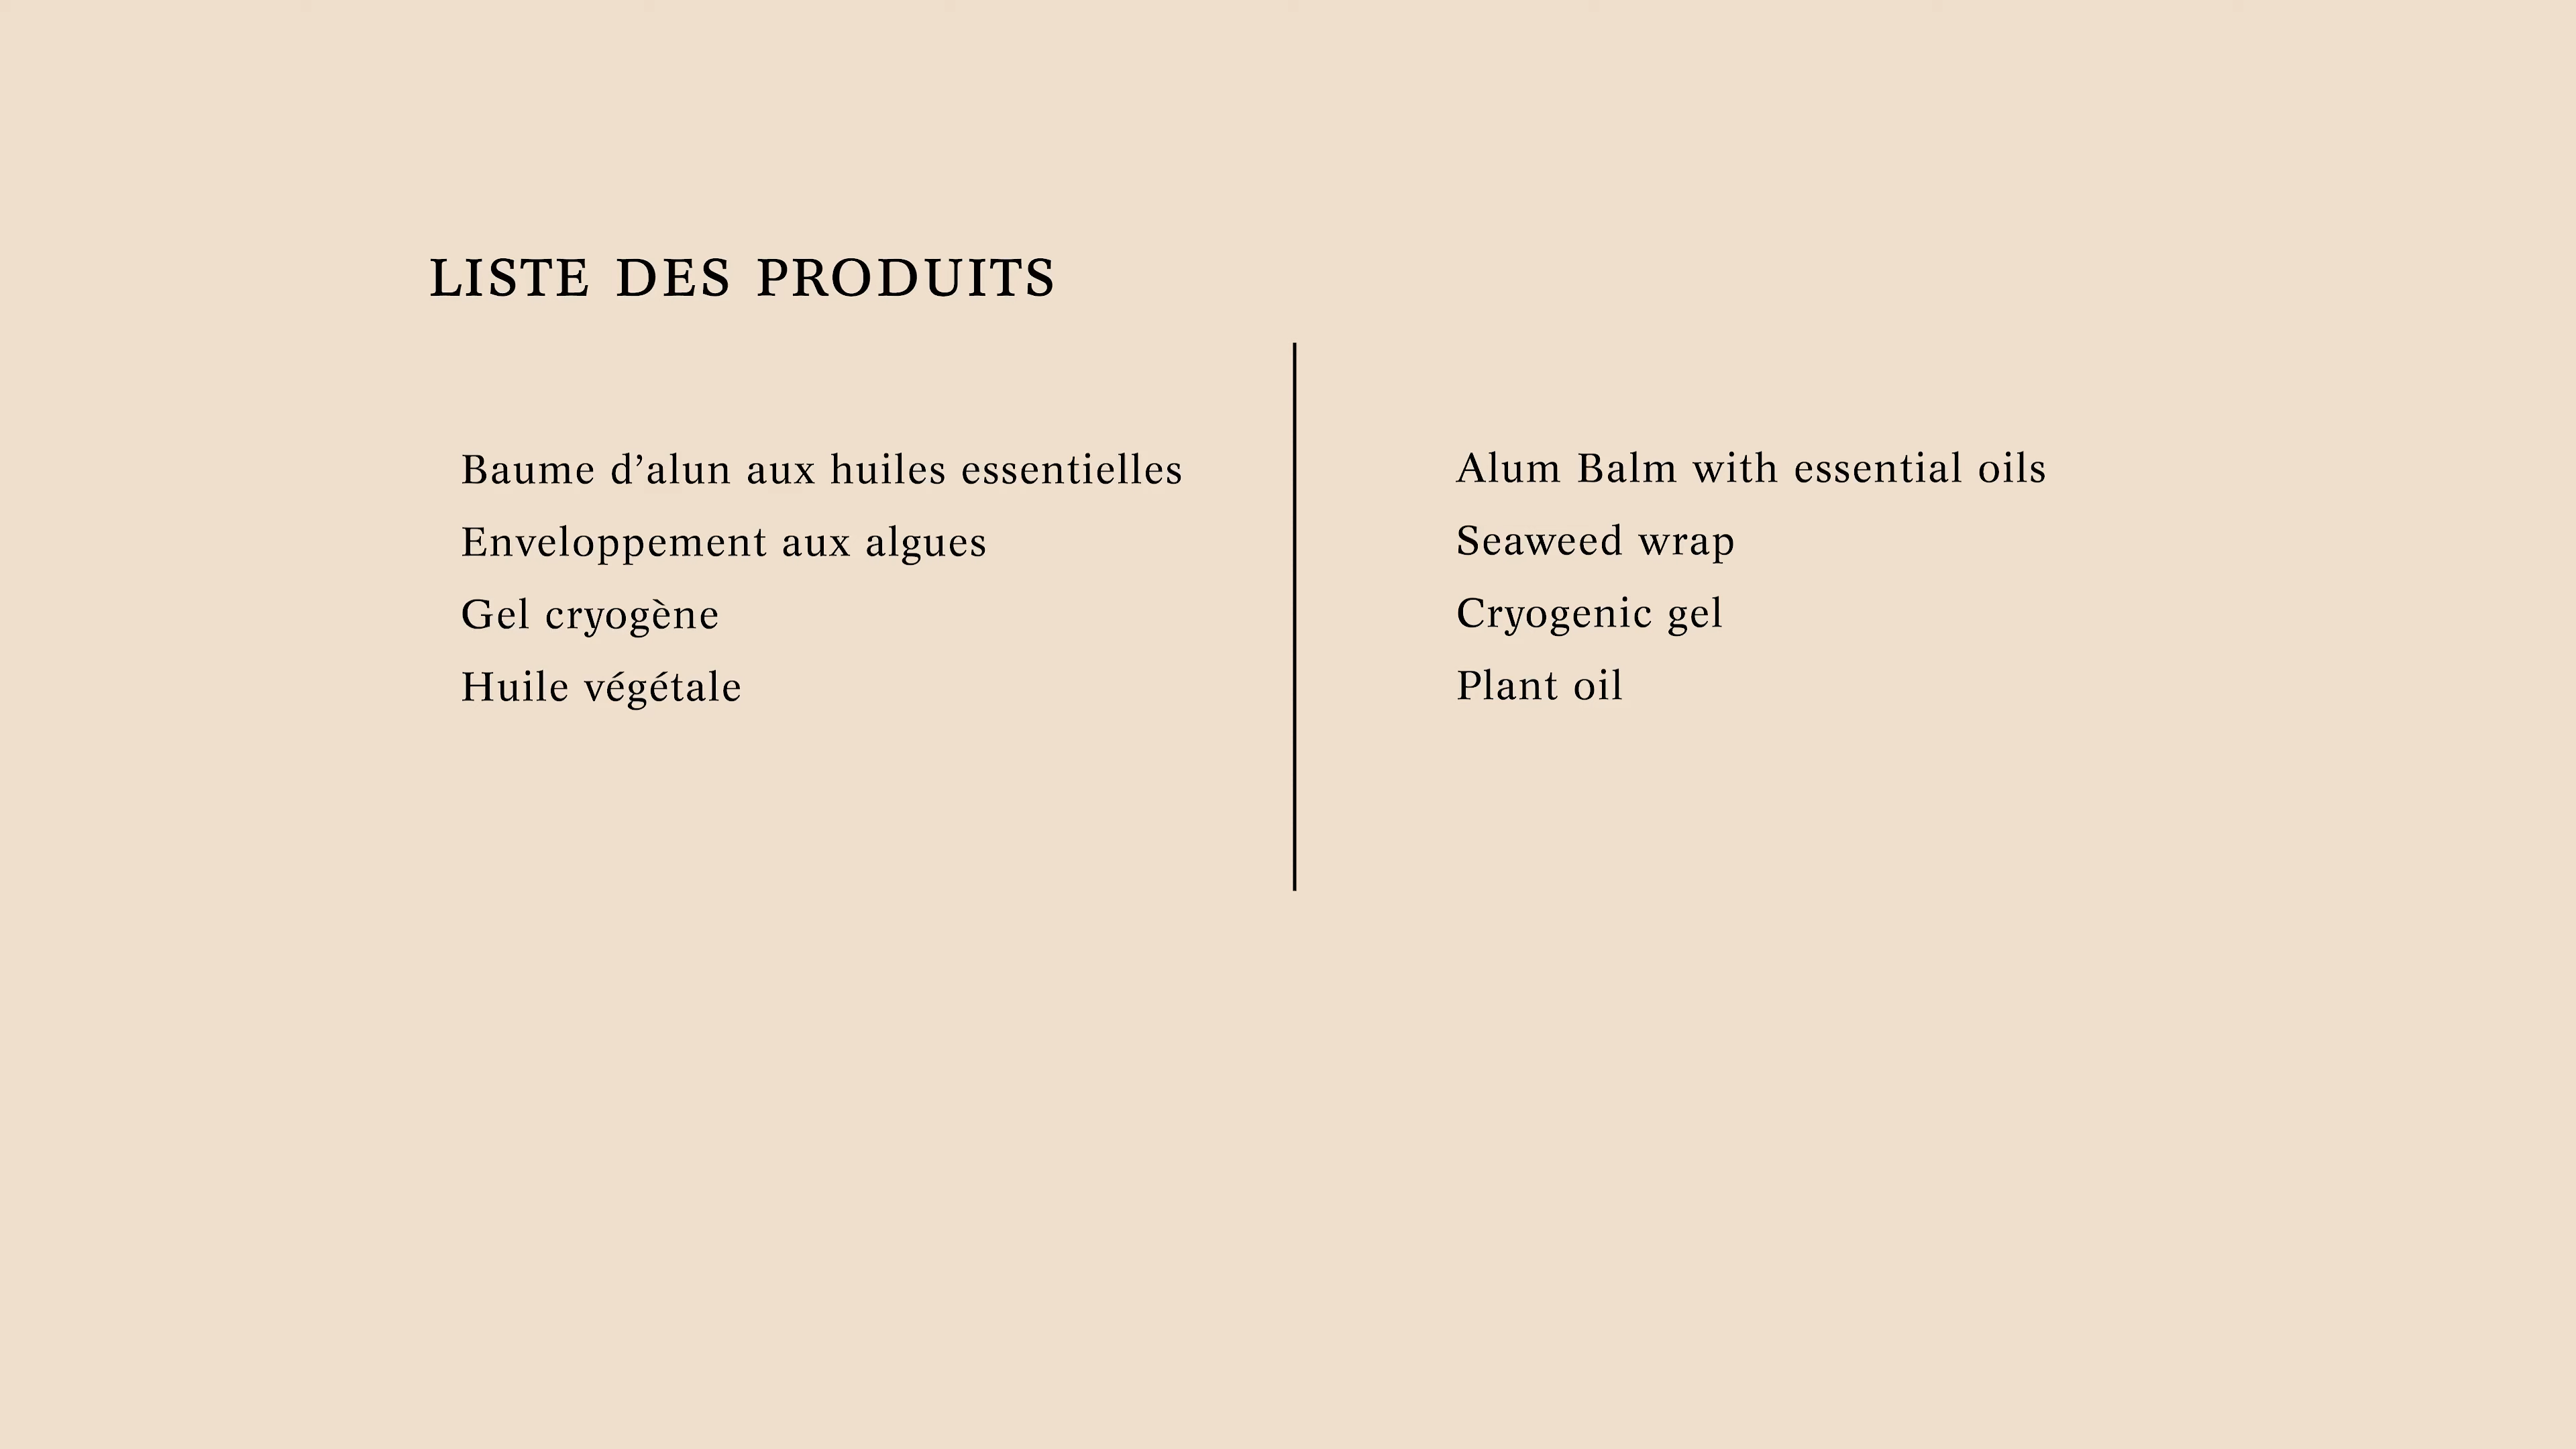 LISTE DES PRODUITS
Baume d’alun aux huiles essentielles
Enveloppement aux algues
Gel cryogène
Huile végétale
Alum Balm with essential oils
Seaweed wrap
Cryogenic gel
Plant oil